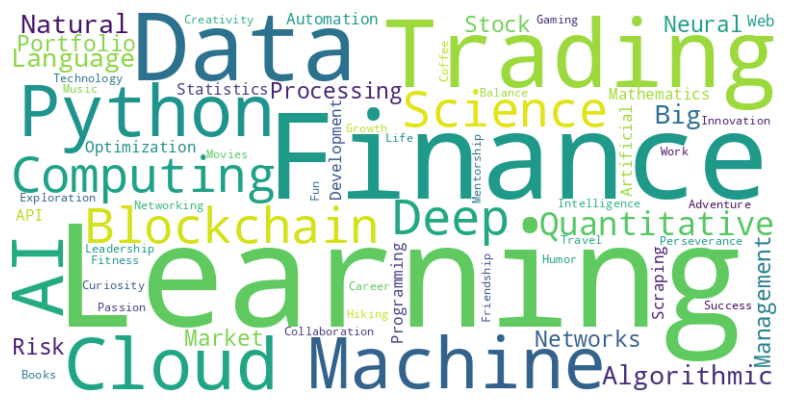 Natural
Creativity
Automation
Stock
Gaming
Neural
Web
Portfolio
Data
Trading
Language
Coffee
Technology
Music
Statistics
Processing
Balance
Mathematics
Python
Science
Big
Innovation
Finance
Growth
Life
Development
Artificial
Optimization
Movies
Work
Mentorship
Computing
Fun
Exploration
Networking
Intelligence
Adventure
API
Blockchain
Deep
Quantitative
AI
Learning
Leadership
Fitness
Travel
Perseverance
Humor
Curiosity
Programming
Friendship
Scraping
Management
Passion
Career
Hiking
Success
Collaboration
Risk
Market
Networks
Cloud
Machine
Books
Algorithmic